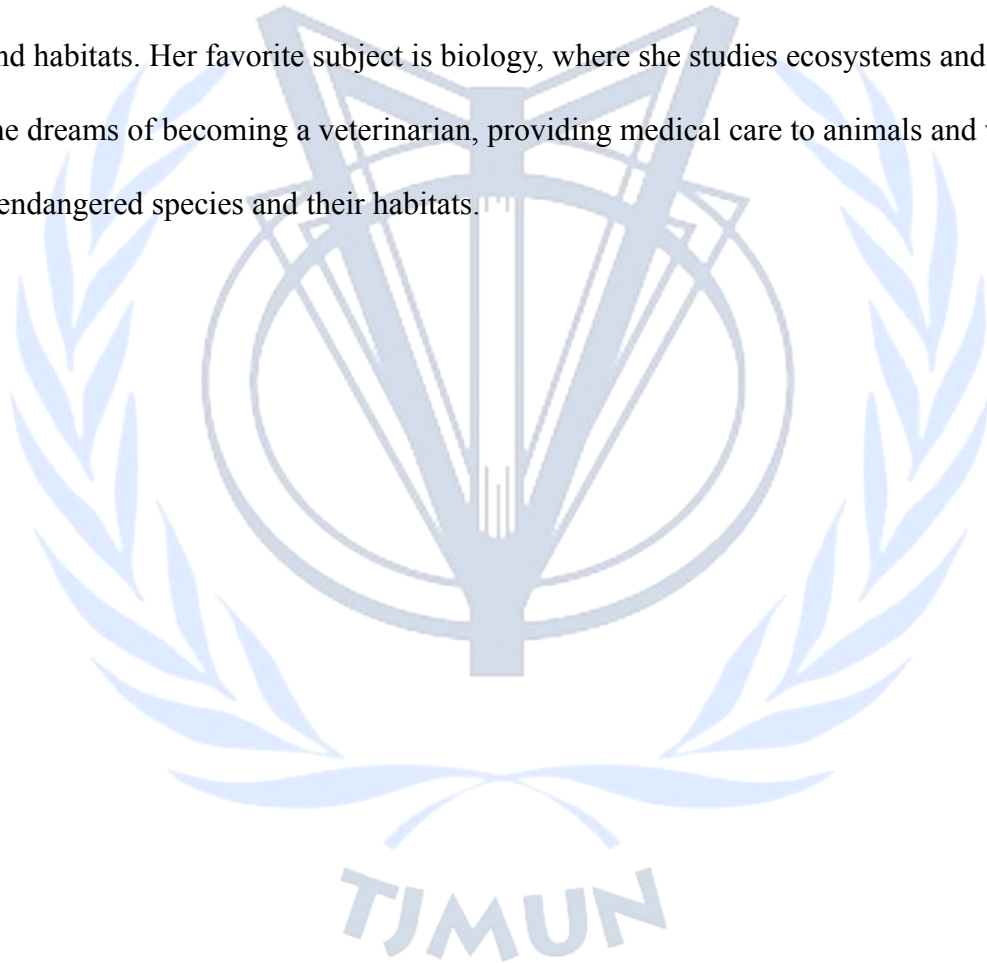 nd habitats. Her favorite subject is biology, where she studies ecosystems and
he dreams of becoming a veterinarian, providing medical care to animals and
endangered species and their habitats.
TJMUN